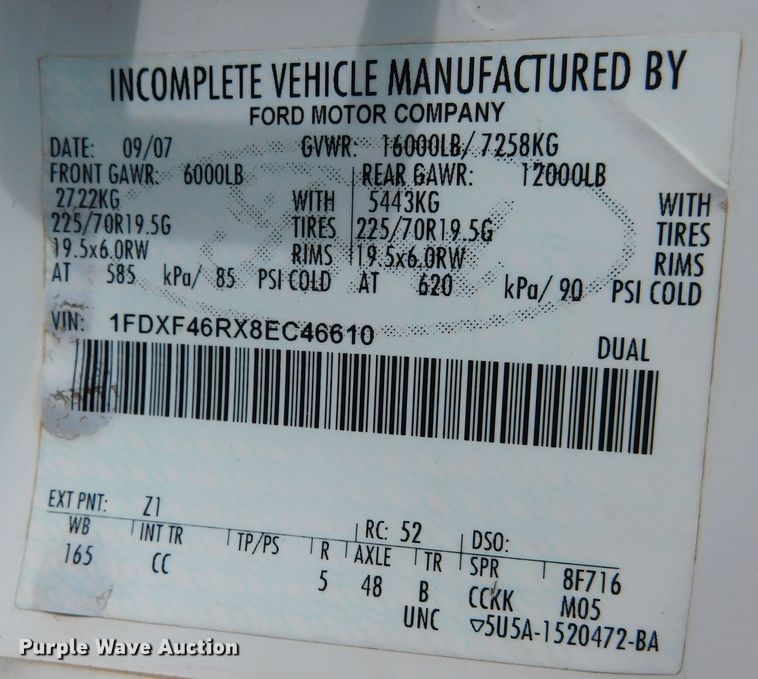 INCOMPLETE VEHICLE MANUFACTURED BY
FORD MOTOR COMPANY
DATE: 09/07 GVWR: 16000LB/ 7258KG
FRONT GAWR: 6000LB REAR GAWR: 12000LB
2722KG WITH 5443KG WITH
225/70R19.5G TIRES 225/70R19.5G TIRES
19.5x6.0RW RIMS 19.5x6.0RW RIMS
AT 585 kPa/ 85 PSI COLD AT 620 kPa/ 90 PSI COLD
VIN: 1FDXF46RX8EC46610
DUAL
EXT PNT: Z1 RC: 52 DSO:
WB INT TR TP/PS R AXLE TR SPR 8F716
165 CC 5 48 B CCKK M05
UNC ▽5U5A-1520472-BA
Purple Wave Auction